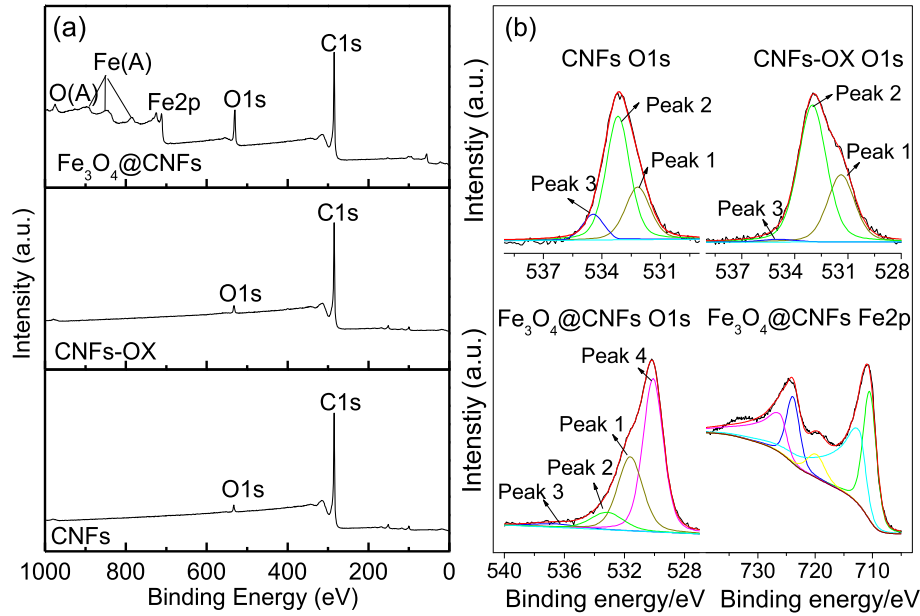 (a)
C1s
Fe(A)
O(A)
Fe2p
O1s
Fe₃O₄@CNFs
C1s
O1s
CNFs-OX
C1s
O1s
CNFs
Intensity (a.u.)
1000 800 600 400 200 0
Binding Energy (eV)
(b)
CNFs O1s
Peak 2
Peak 1
Peak 3
537 534 531
Intenstiy (a.u.)
CNFs-OX O1s
Peak 2
Peak 1
Peak 3
537 534 531 528
Fe₃O₄@CNFs O1s
Peak 4
Peak 1
Peak 2
Peak 3
540 536 532 528
Binding energy/eV
Intenstiy (a.u.)
Fe₃O₄@CNFs Fe2p
730 720 710
Binding energy/eV